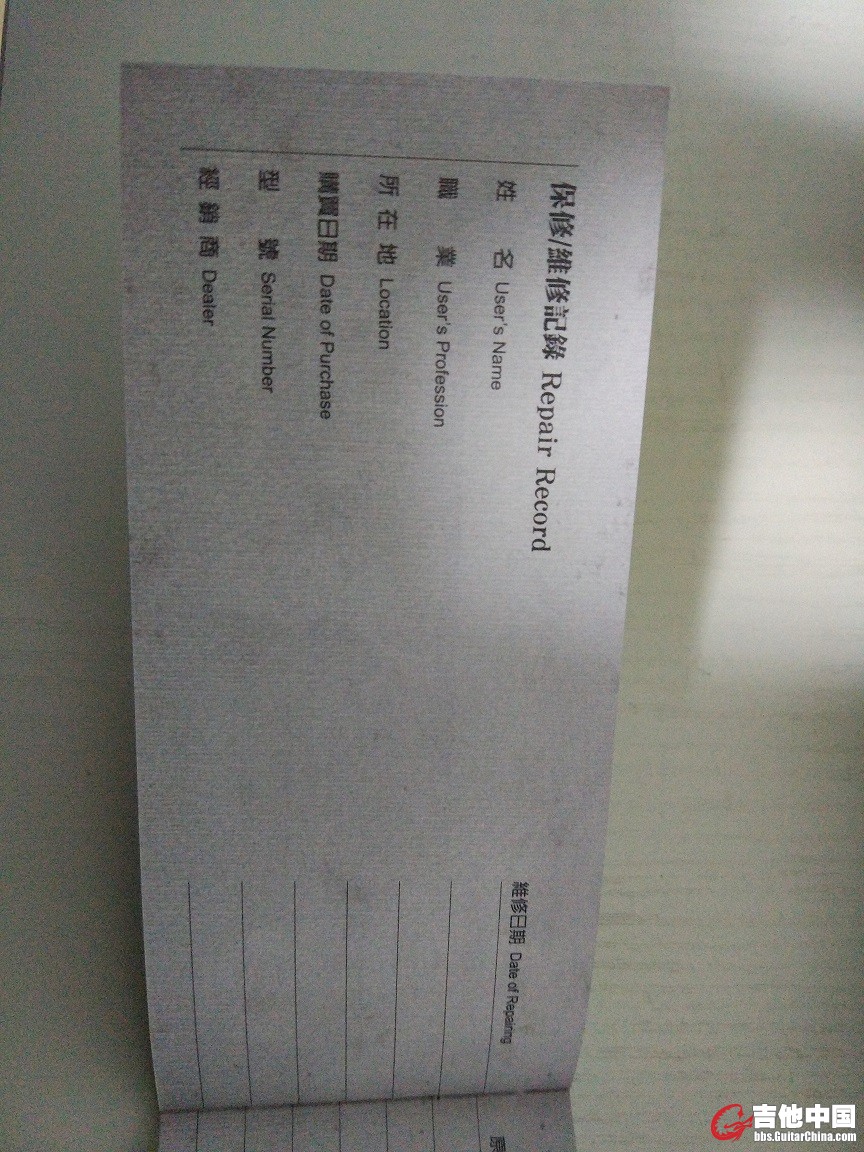 保修/維修記錄 Repair Record
姓 名 User's Name
職 業 User's Profession
所在地 Location
購買日期 Date of Purchase
型 號 Serial Number
經銷商 Dealer
維修日期 Date of Repairing
原
吉他中国
bbs.GuitarChina.com